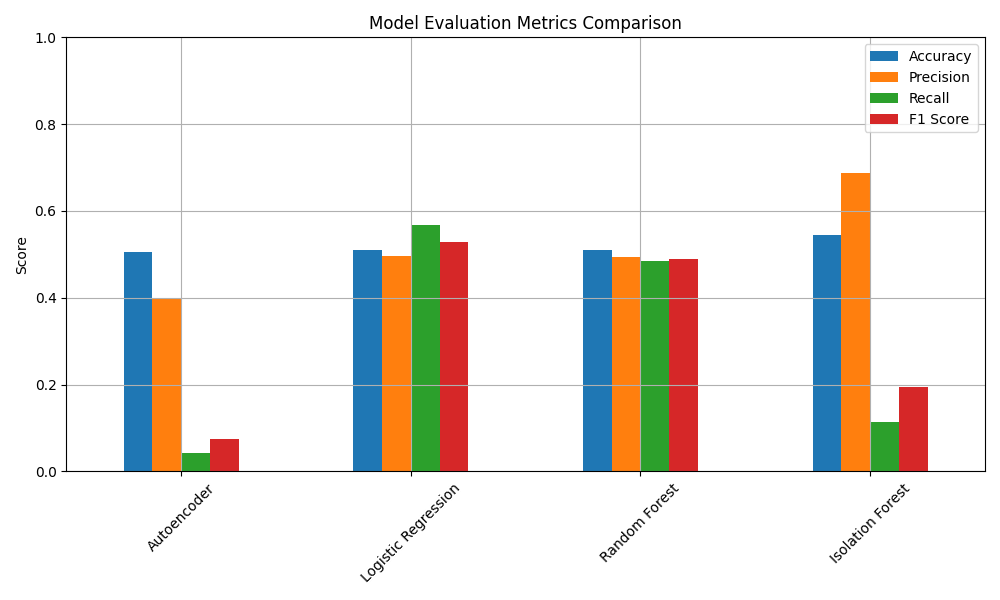 Model Evaluation Metrics Comparison
1.0
0.8
0.6
0.4
0.2
0.0
Score
Accuracy
Precision
Recall
F1 Score
Autoencoder
Logistic Regression
Random Forest
Isolation Forest